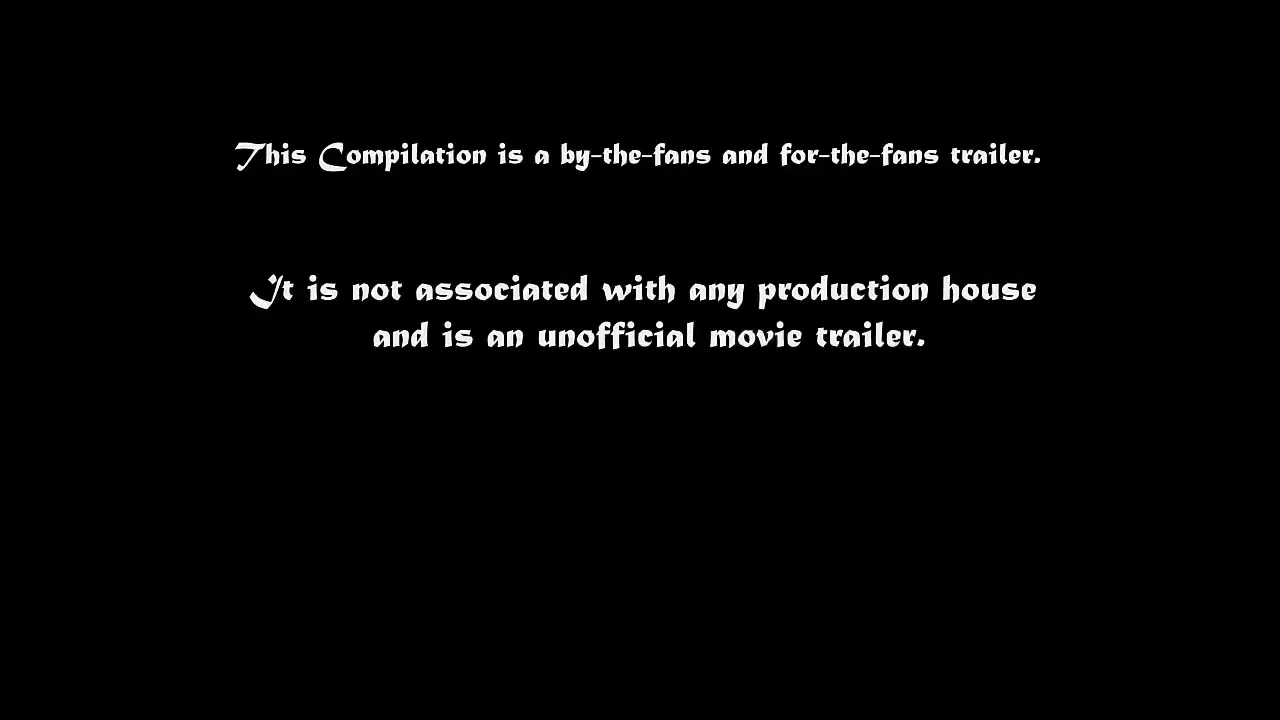 This Compilation is a by-the-fans and for-the-fans trailer.
It is not associated with any production house
and is an unofficial movie trailer.